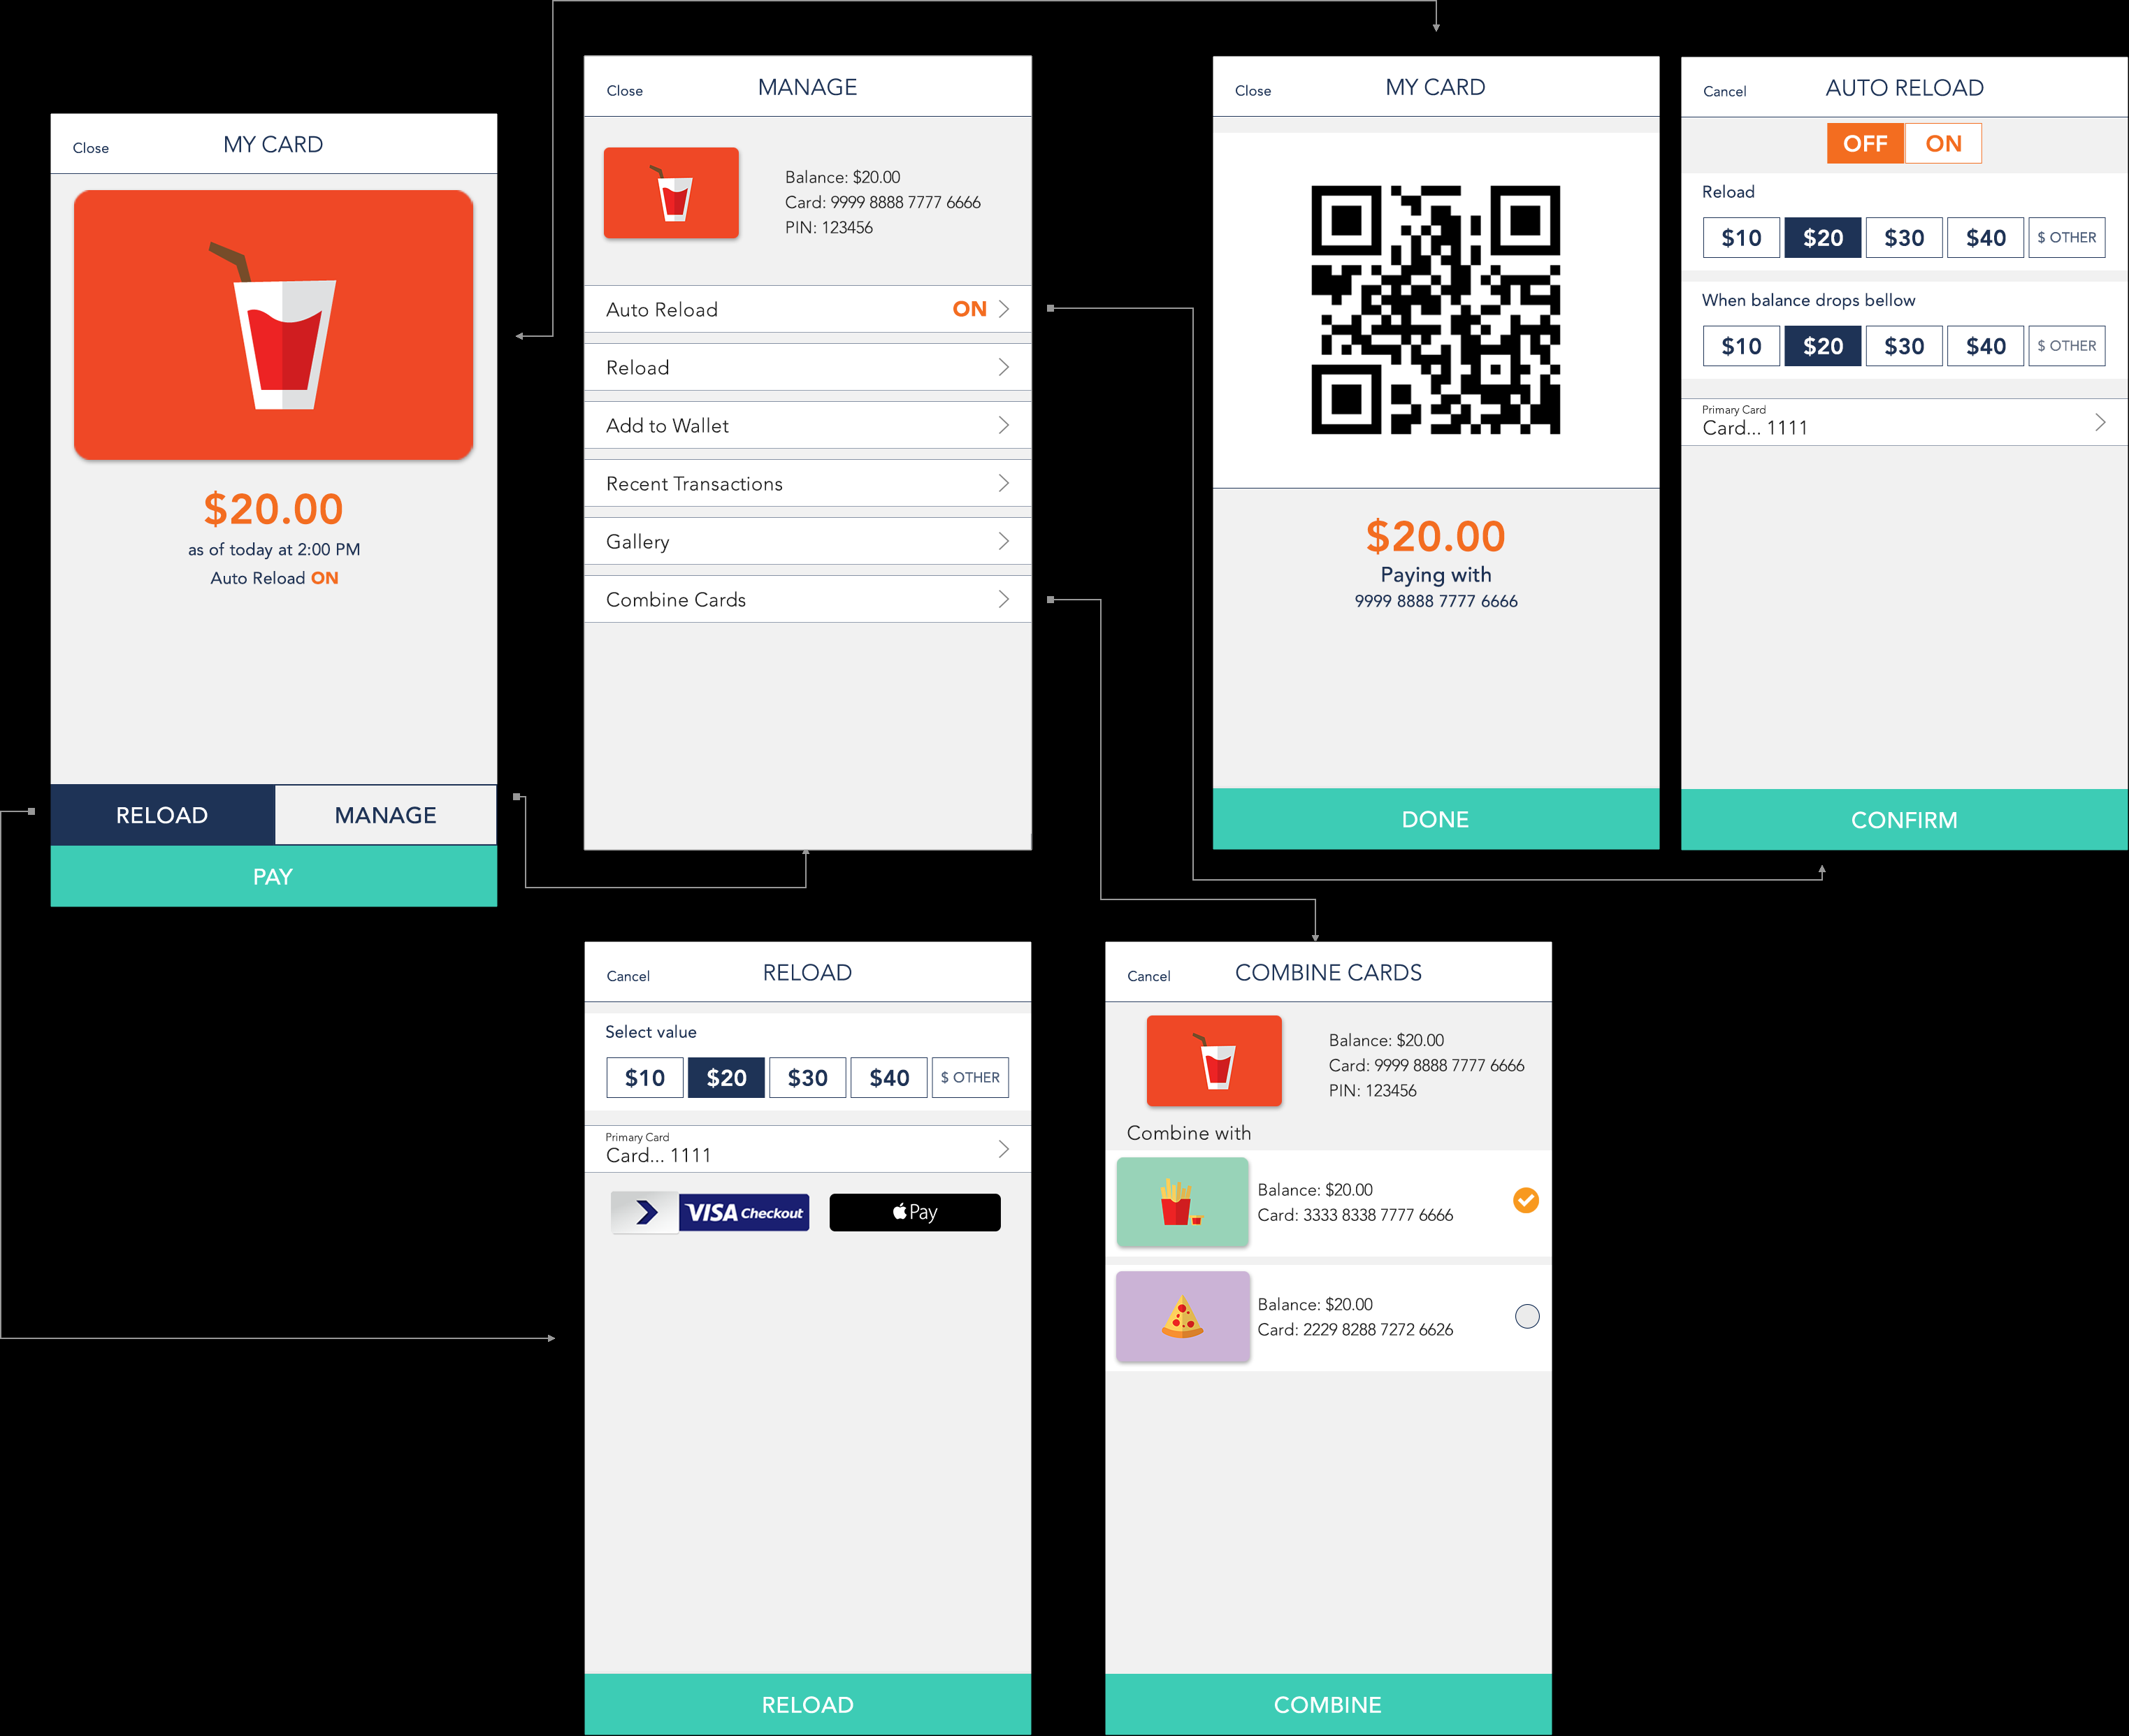 Close MY CARD
$20.00
as of today at 2:00 PM
Auto Reload ON
RELOAD MANAGE
PAY
Close MANAGE
Balance: $20.00
Card: 9999 8888 7777 6666
PIN: 123456
Auto Reload ON
Reload
Add to Wallet
Recent Transactions
Gallery
Combine Cards
Close MY CARD
$20.00
Paying with
9999 8888 7777 6666
DONE
Cancel AUTO RELOAD
OFF ON
Reload
$10 $20 $30 $40 $ OTHER
When balance drops bellow
$10 $20 $30 $40 $ OTHER
Primary Card
Card... 1111
CONFIRM
Cancel RELOAD
Select value
$10 $20 $30 $40 $ OTHER
Primary Card
Card... 1111
VISA Checkout Pay
RELOAD
Cancel COMBINE CARDS
Balance: $20.00
Card: 9999 8888 7777 6666
PIN: 123456
Combine with
Balance: $20.00
Card: 3333 8338 7777 6666
Balance: $20.00
Card: 2229 8288 7272 6626
COMBINE